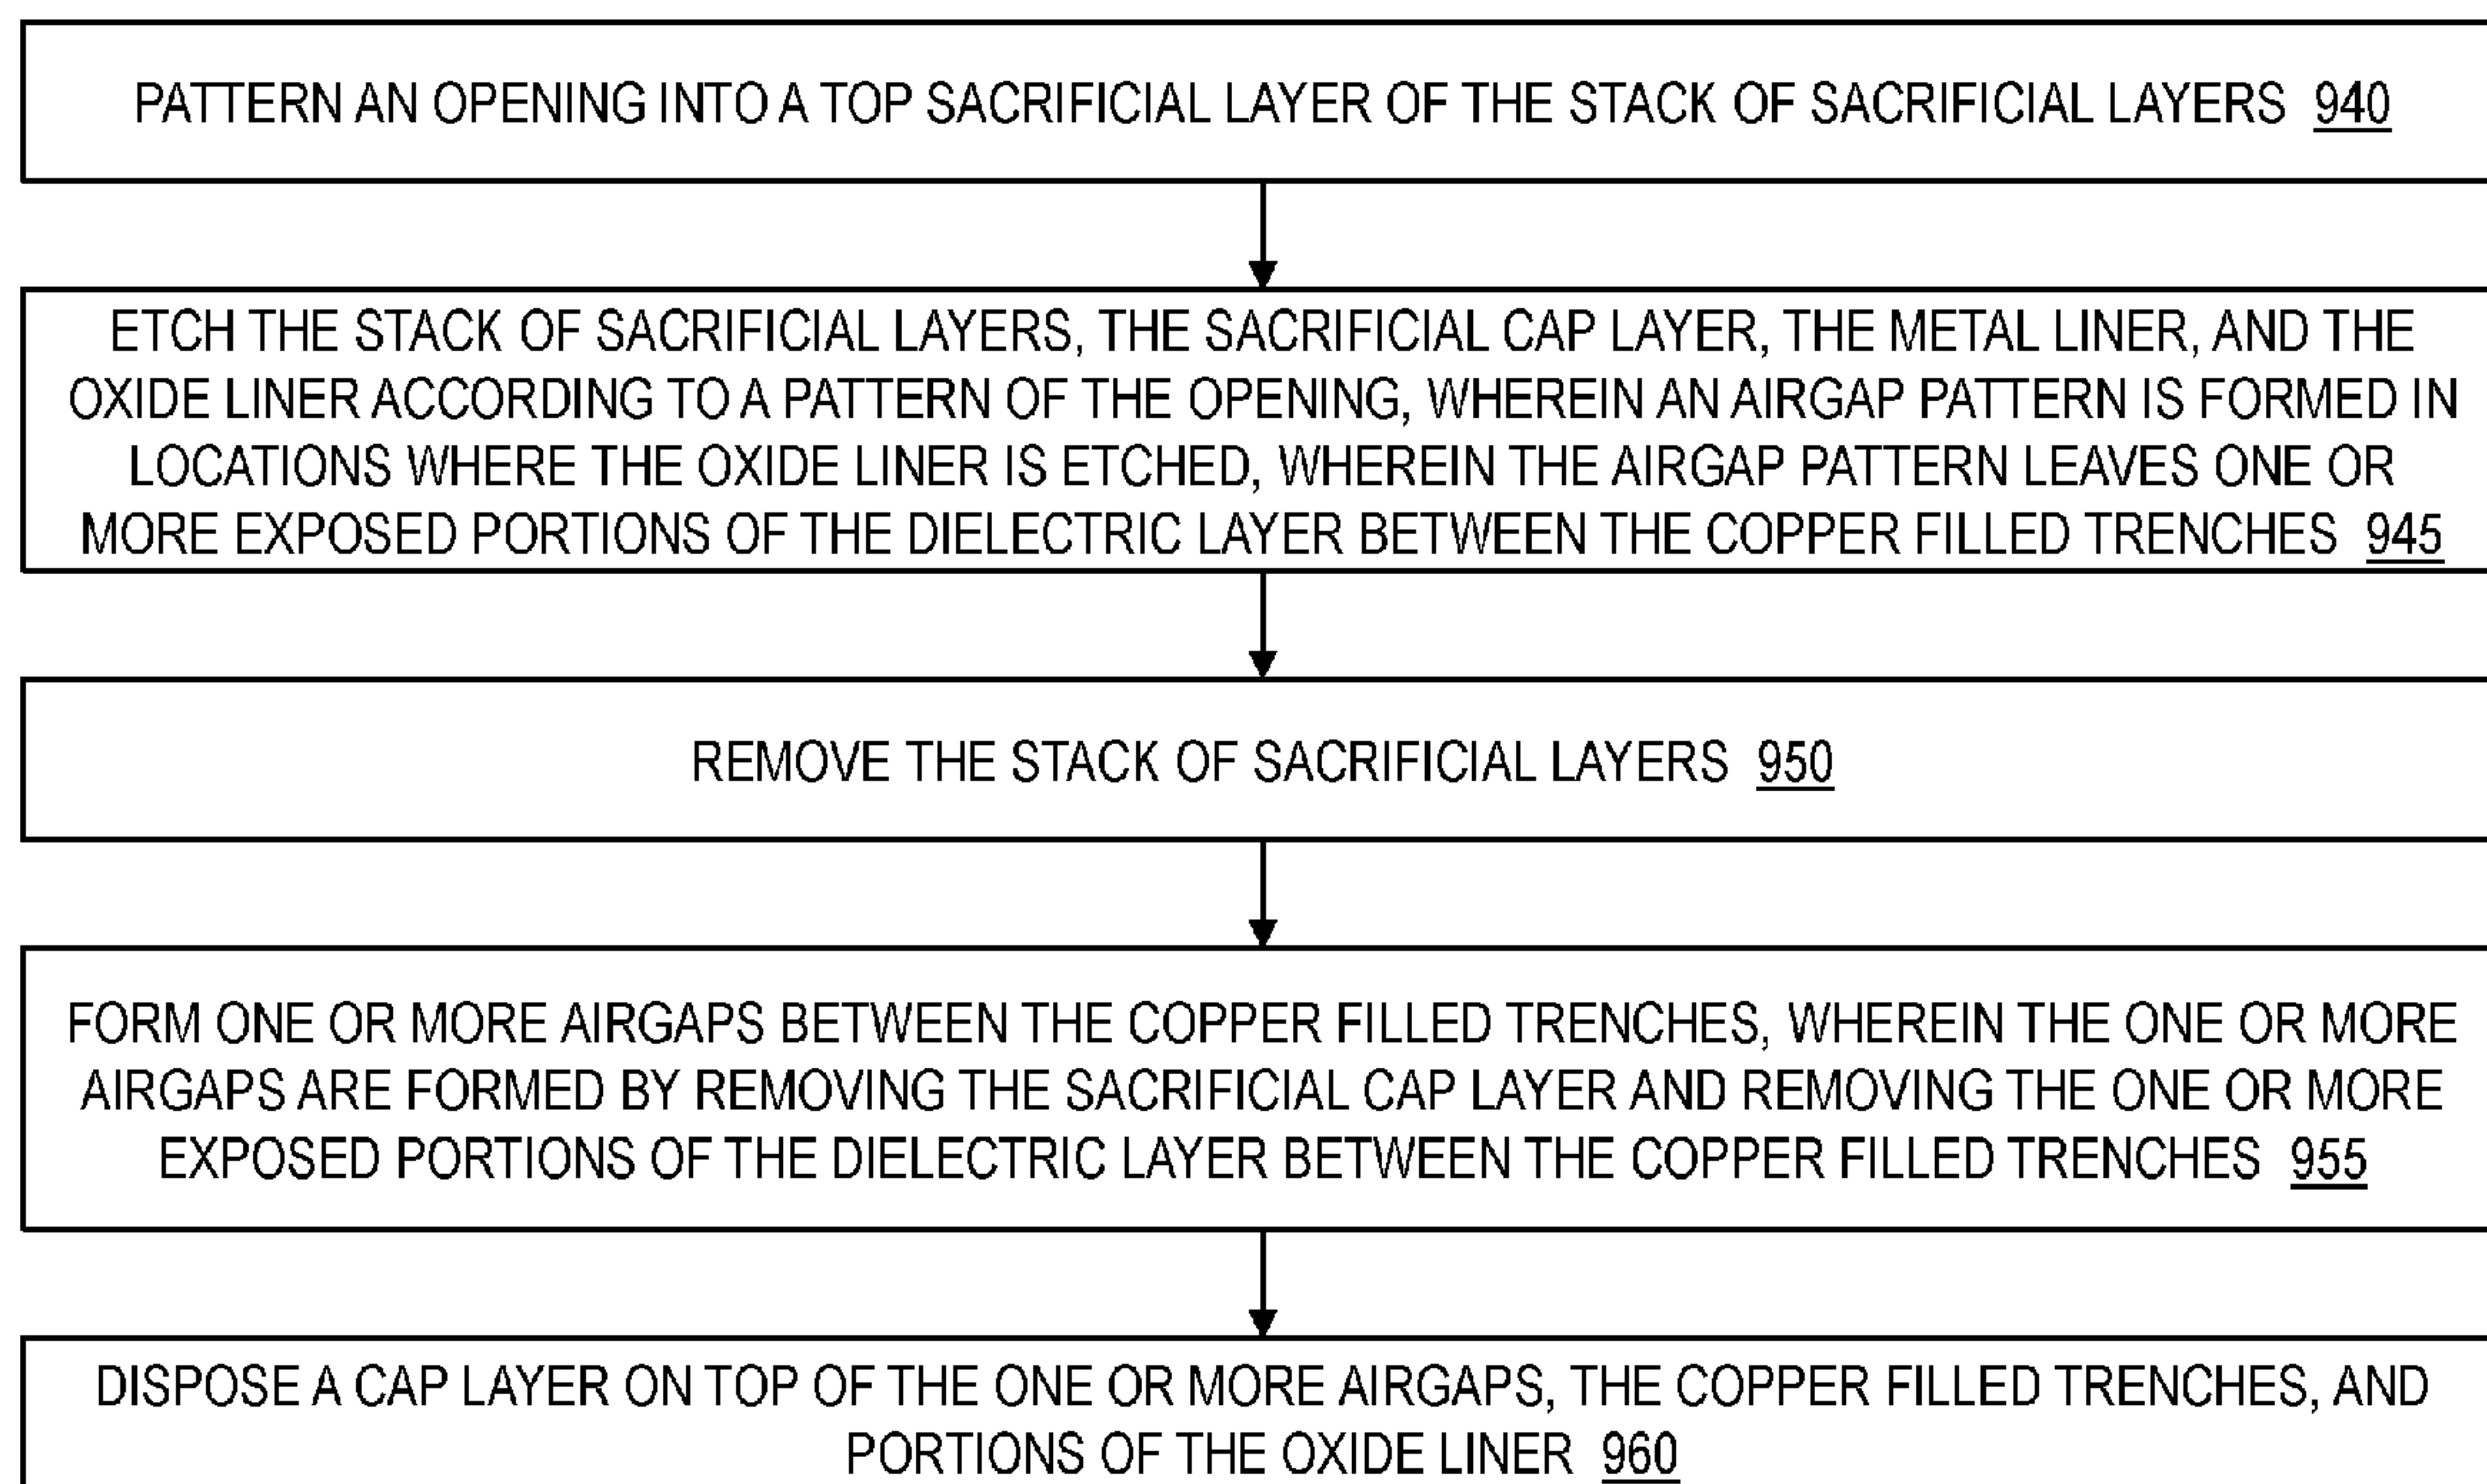 PATTERN AN OPENING INTO A TOP SACRIFICIAL LAYER OF THE STACK OF SACRIFICIAL LAYERS 940
ETCH THE STACK OF SACRIFICIAL LAYERS, THE SACRIFICIAL CAP LAYER, THE METAL LINER, AND THE
OXIDE LINER ACCORDING TO A PATTERN OF THE OPENING, WHEREIN AN AIRGAP PATTERN IS FORMED IN
LOCATIONS WHERE THE OXIDE LINER IS ETCHED, WHEREIN THE AIRGAP PATTERN LEAVES ONE OR
MORE EXPOSED PORTIONS OF THE DIELECTRIC LAYER BETWEEN THE COPPER FILLED TRENCHES 945
REMOVE THE STACK OF SACRIFICIAL LAYERS 950
FORM ONE OR MORE AIRGAPS BETWEEN THE COPPER FILLED TRENCHES, WHEREIN THE ONE OR MORE
AIRGAPS ARE FORMED BY REMOVING THE SACRIFICIAL CAP LAYER AND REMOVING THE ONE OR MORE
EXPOSED PORTIONS OF THE DIELECTRIC LAYER BETWEEN THE COPPER FILLED TRENCHES 955
DISPOSE A CAP LAYER ON TOP OF THE ONE OR MORE AIRGAPS, THE COPPER FILLED TRENCHES, AND
PORTIONS OF THE OXIDE LINER 960